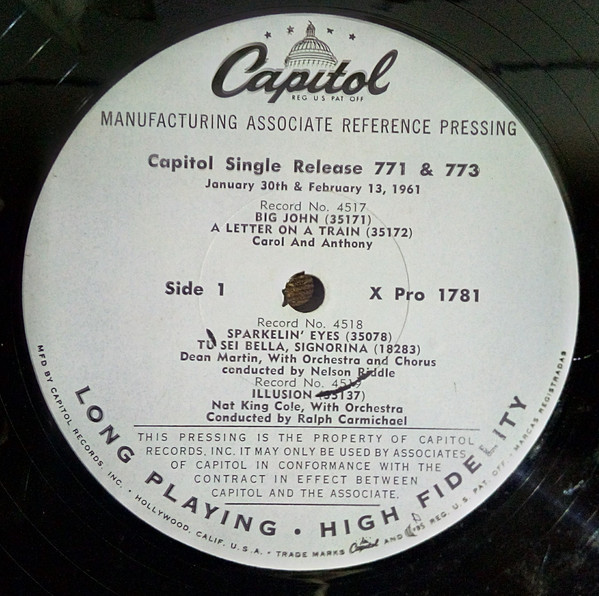 Capitol
REG. U.S. PAT. OFF.
MANUFACTURING ASSOCIATE REFERENCE PRESSING
Capitol Single Release 771 & 773
January 30th & February 13, 1961
Record No. 4517
BIG JOHN (35171)
A LETTER ON A TRAIN (35172)
Carol And Anthony
Side 1
X Pro 1781
Record No. 4518
SPARKELIN' EYES (35078)
TU SEI BELLA, SIGNORINA (18283)
Dean Martin, With Orchestra and Chorus
conducted by Nelson Riddle
Record No. 4519
ILLUSION (35137)
Nat King Cole, With Orchestra
Conducted by Ralph Carmichael
THIS PRESSING IS THE PROPERTY OF CAPITOL
RECORDS, INC. IT MAY ONLY BE USED BY ASSOCIATES
OF CAPITOL IN CONFORMANCE WITH THE
CONTRACT IN EFFECT BETWEEN
CAPITOL AND THE ASSOCIATE.
LONG PLAYING • HIGH FIDELITY
MFD. BY CAPITOL RECORDS, INC. • HOLLYWOOD, CALIF. U.S.A. • TRADE MARKS Capitol AND REG. U.S. PAT. OFF. • MARCAS REGISTRADAS